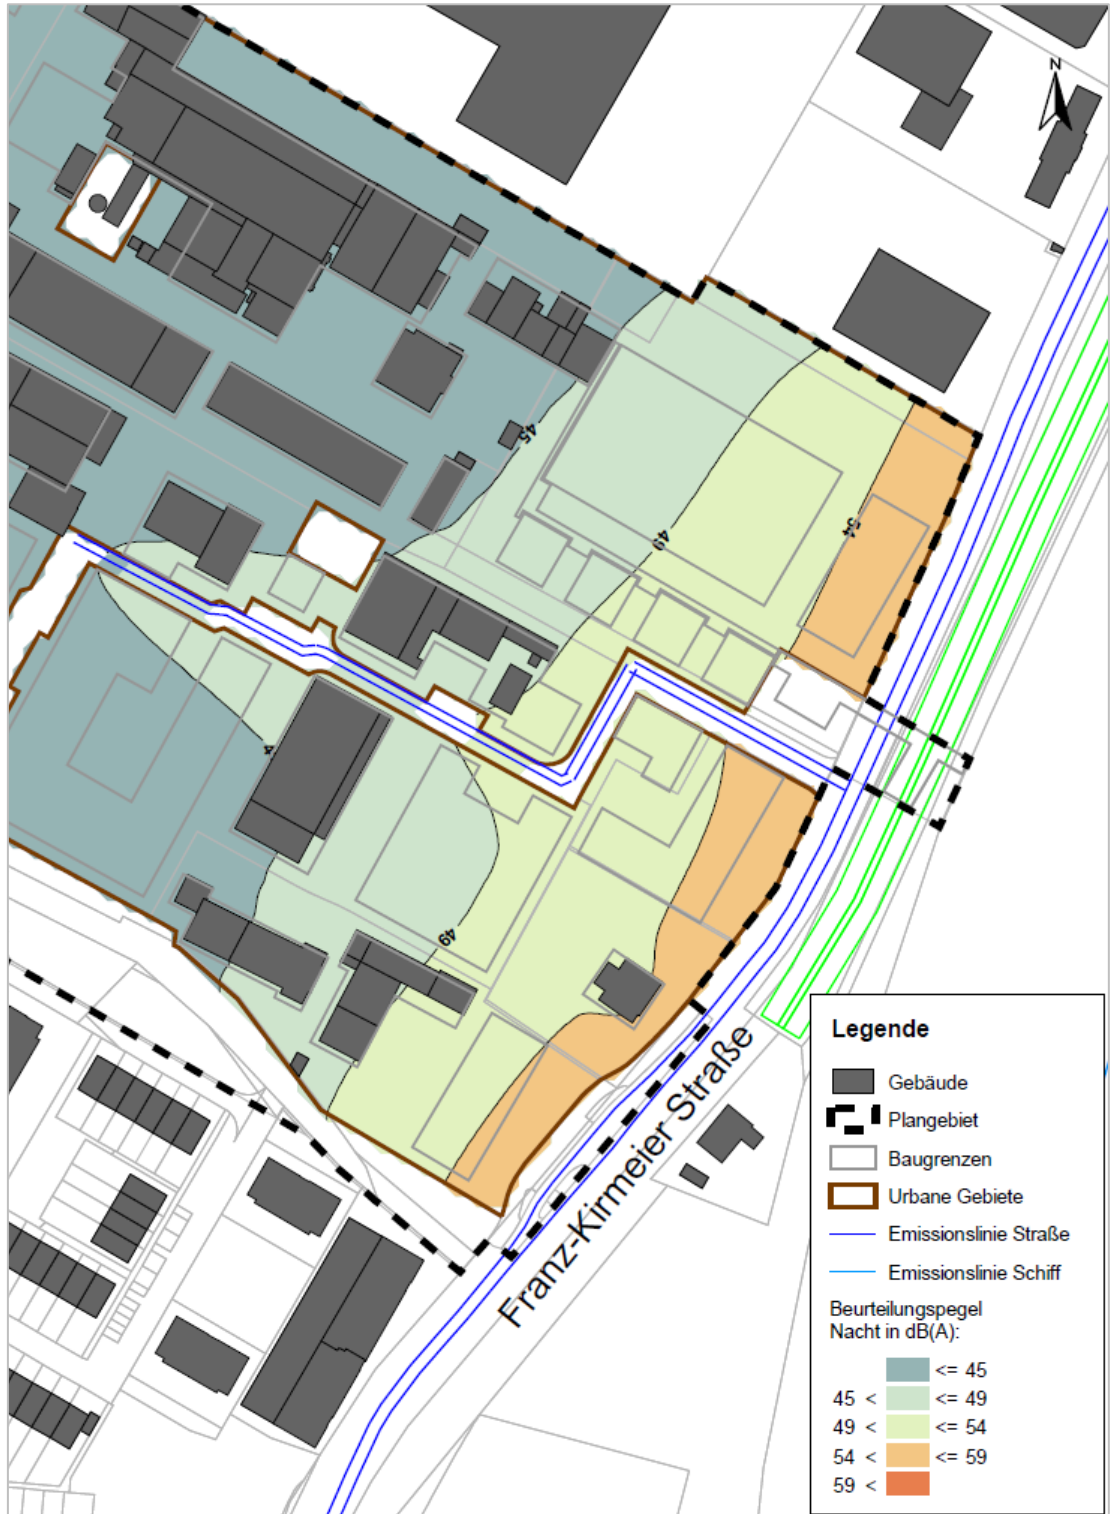 N
45
49
54
4
49
Franz-Kirmeier Straße
Legende
Gebäude
Plangebiet
Baugrenzen
Urbane Gebiete
Emissionslinie Straße
Emissionslinie Schiff
Beurteilungspegel
Nacht in dB(A):
<= 45
45 < <= 49
49 < <= 54
54 < <= 59
59 <